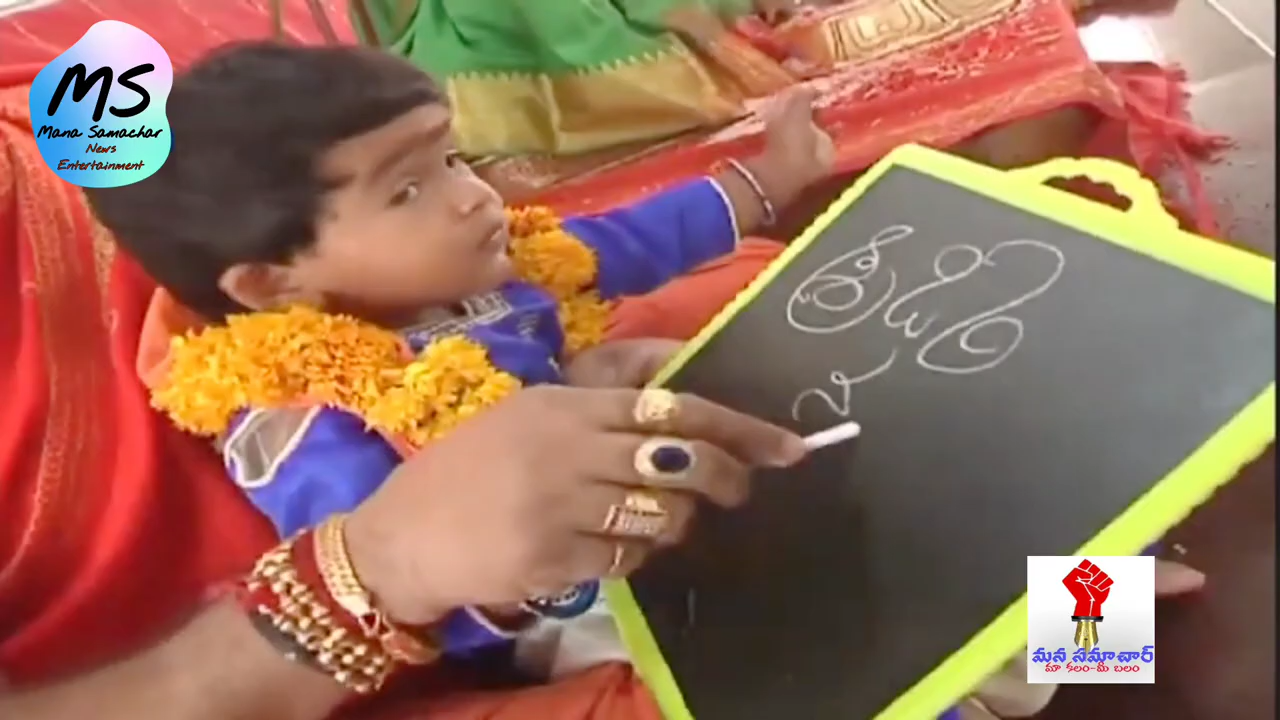 MS
Mana Samachar
News
Entertainment
మన సమాచార్
మా కలం-మీ బలం